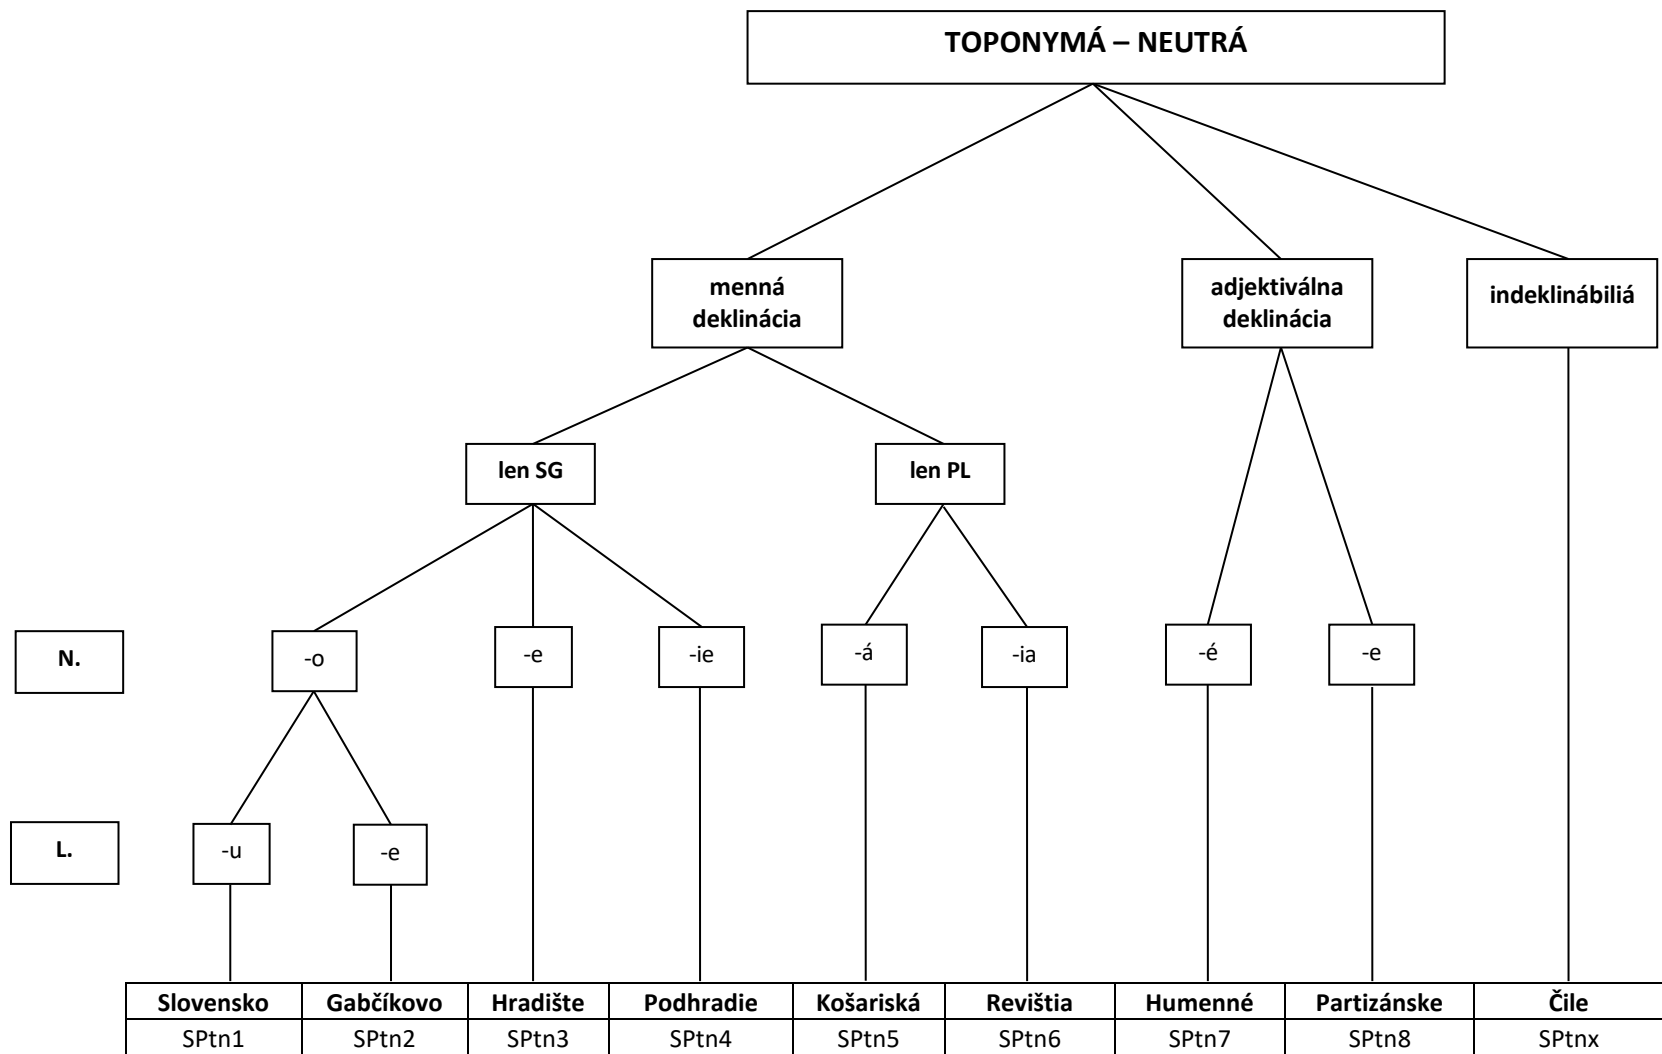 TOPONYMÁ – NEUTRÁ
menná
deklinácia
adjektiválna
deklinácia
indeklinábiliá
len SG
len PL
N.
-o
-e
-ie
-á
-ia
-é
-e
L.
-u
-e
Slovensko Gabčíkovo Hradište Podhradie Košariská Revištia Humenné Partizánske Čile
SPtn1 SPtn2 SPtn3 SPtn4 SPtn5 SPtn6 SPtn7 SPtn8 SPtnx